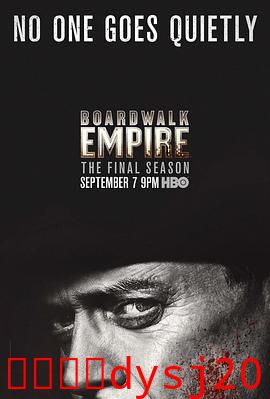 NO ONE GOES QUIETLY
BOARDWALK
EMPIRE
THE FINAL SEASON
SEPTEMBER 7 9PM HBO
dysj20